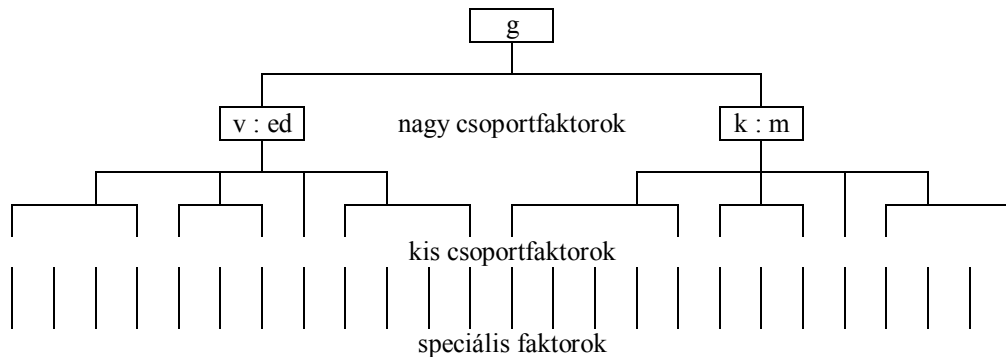 g
v : ed nagy csoportfaktorok k : m
kis csoportfaktorok
speciális faktorok